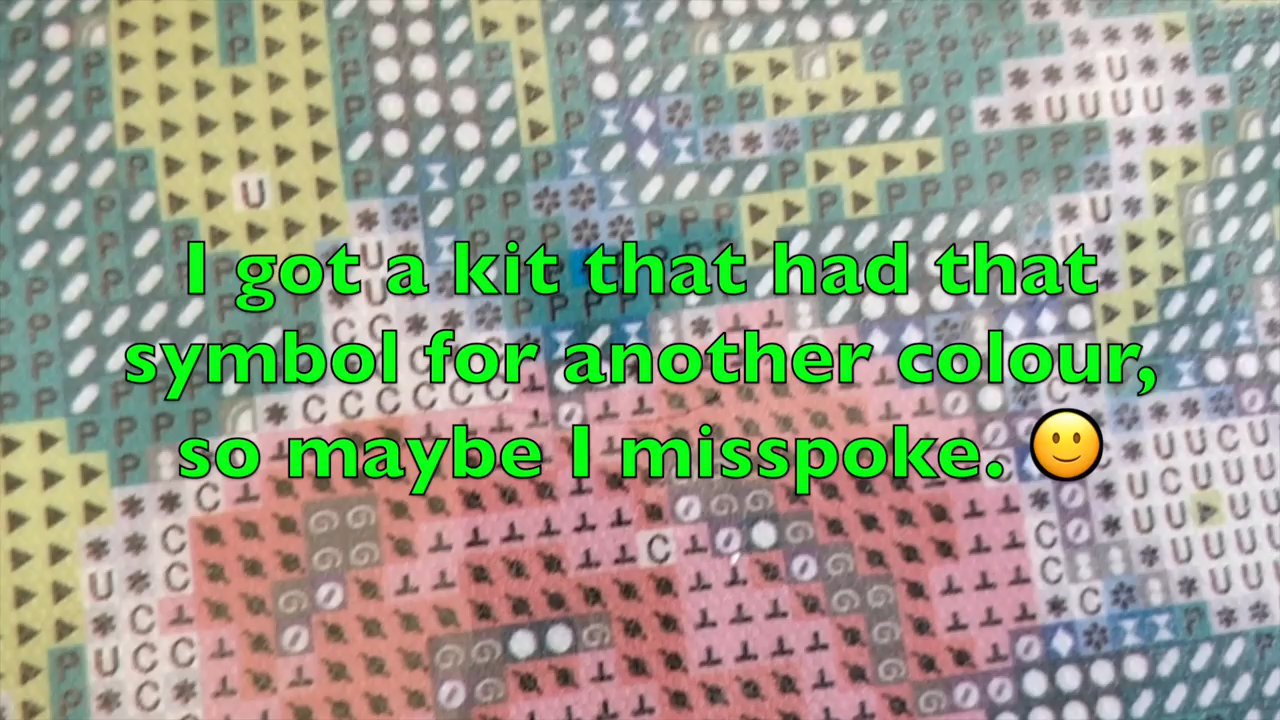 I got a kit that had that
symbol for another colour,
so maybe I misspoke. 🙂